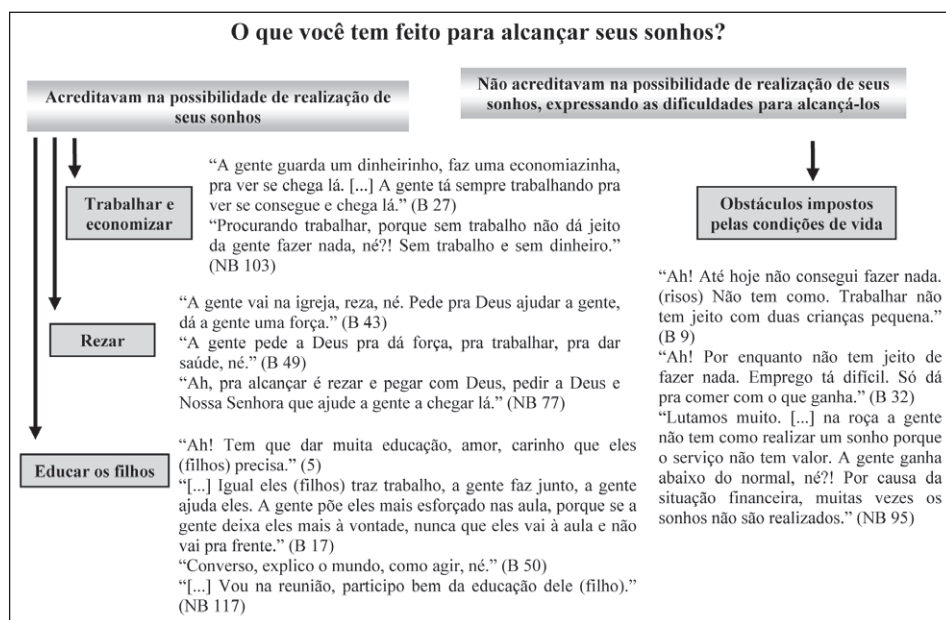 O que você tem feito para alcançar seus sonhos?
Acreditavam na possibilidade de realização de
seus sonhos
Trabalhar e
economizar
“A gente guarda um dinheirinho, faz uma economiazinha,
pra ver se chega lá. [...] A gente tá sempre trabalhando pra
ver se consegue e chega lá.” (B 27)
“Procurando trabalhar, porque sem trabalho não dá jeito
da gente fazer nada, né?! Sem trabalho e sem dinheiro.”
(NB 103)
Rezar
“A gente vai na igreja, reza, né. Pede pra Deus ajudar a gente,
dá a gente uma força.” (B 43)
“A gente pede a Deus pra dá força, pra trabalhar, pra dar
saúde, né.” (B 49)
“Ah, pra alcançar é rezar e pegar com Deus, pedir a Deus e
Nossa Senhora que ajude a gente a chegar lá.” (NB 77)
Educar os filhos
“Ah! Tem que dar muita educação, amor, carinho que eles
(filhos) precisa.” (5)
“[...] Igual eles (filhos) traz trabalho, a gente faz junto, a gente
ajuda eles. A gente põe eles mais esforçado nas aula, porque se a
gente deixa eles mais à vontade, nunca que eles vai à aula e não
vai pra frente.” (B 17)
“Converso, explico o mundo, como agir, né.” (B 50)
“[...] Vou na reunião, participo bem da educação dele (filho).”
(NB 117)
Não acreditavam na possibilidade de realização de seus
sonhos, expressando as dificuldades para alcançá-los
Obstáculos impostos
pelas condições de vida
“Ah! Até hoje não consegui fazer nada.
(risos) Não tem como. Trabalhar não
tem jeito com duas crianças pequena.”
(B 9)
“Ah! Por enquanto não tem jeito de
fazer nada. Emprego tá difícil. Só dá
pra comer com o que ganha.” (B 32)
“Lutamos muito. [...] na roça a gente
não tem como realizar um sonho porque
o serviço não tem valor. A gente ganha
abaixo do normal, né?! Por causa da
situação financeira, muitas vezes os
sonhos não são realizados.” (NB 95)